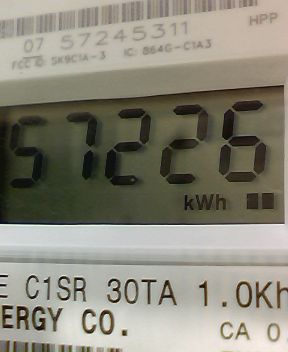 HPP
07 57245311
FCC ID: SK9C1A-3 IC: 864G-C1A3
57226
kWh
E C1SR 30TA 1.0Kh
ERGY CO. CA 0.